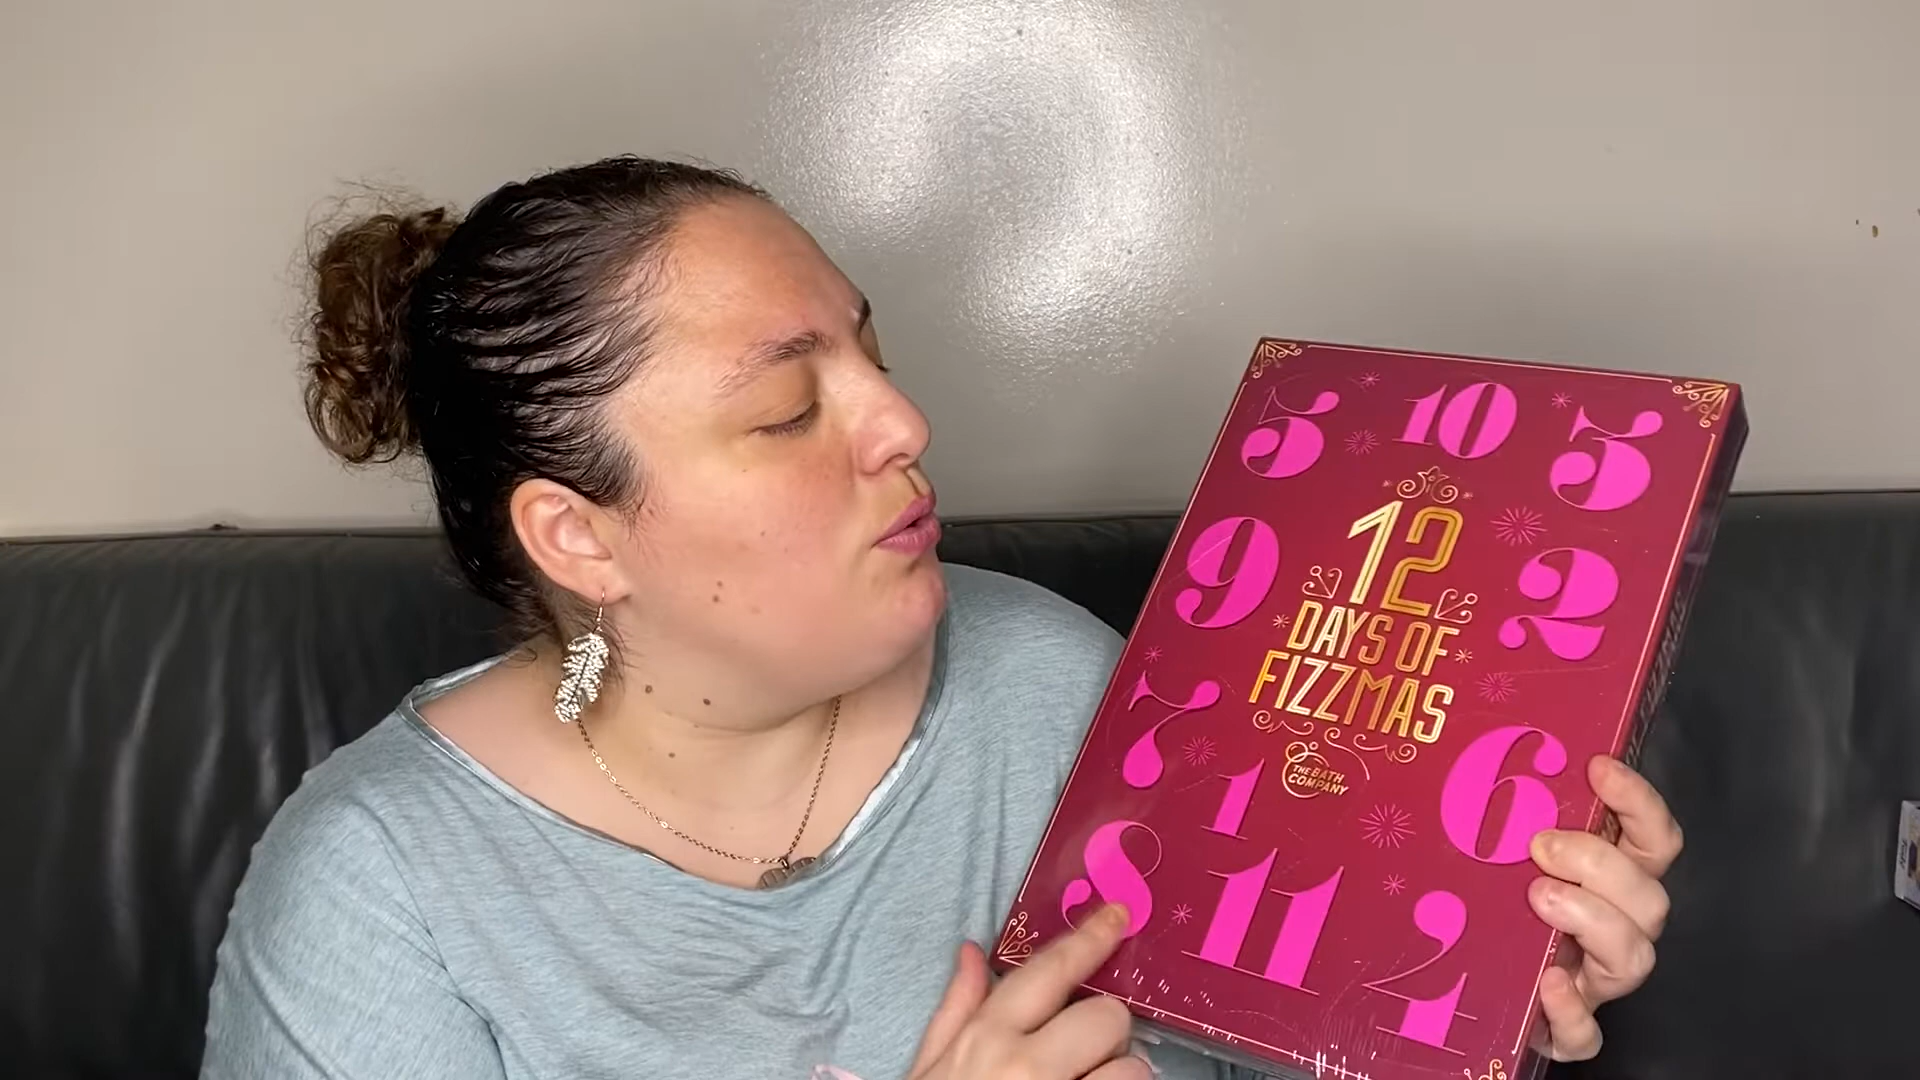 5 10 3
12
9 2
DAYS OF
FIZZMAS
7 6
THE BATH
COMPANY
1
8 11 4